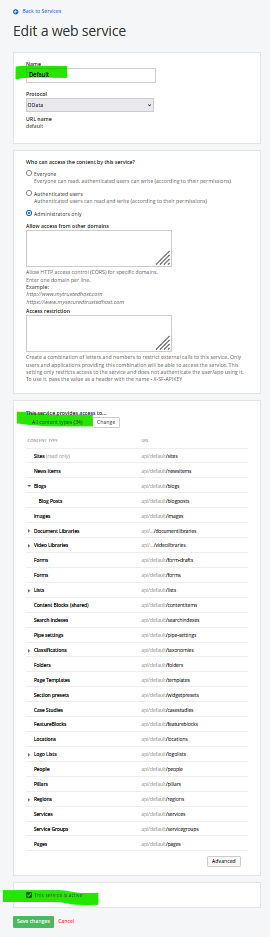 Back to Services
Edit a web service
Name
Default
Protocol
OData
URL name
default
Who can access the content by this service?
Everyone
Everyone can read, authenticated users can write (according to their permissions)
Authenticated users
Authenticated users can read and write (according to their permissions)
Administrators only
Allow access from other domains
Allow HTTP access control (CORS) for specific domains.
Enter one domain per line.
Example:
http://www.mytrustedhost.com
https://www.mysecuredtrustedhost.com
Access restriction
Create a combination of letters and numbers to restrict external calls to this service. Only
users and applications providing this combination will be able to access the service. This
setting only restricts access to the service and does not authenticate the user/app using it.
To use it, pass the value as a header with the name - X-SF-APIKEY
This service provides access to...
All content types (34) Change
CONTENT TYPE URL
Sites (read only) api/default/sites
News items api/default/newsitems
Blogs api/default/blogs
Blog Posts api/default/blogposts
Images api/default/images
Document Libraries api/.../documentlibraries
Video Libraries api/.../videolibraries
Forms api/default/form-drafts
Forms api/default/forms
Lists api/default/lists
Content Blocks (shared) api/default/contentitems
Search indexes api/default/searchindexes
Pipe settings api/default/pipe-settings
Classifications api/default/taxonomies
Folders api/default/folders
Page Templates api/default/templates
Section presets api/default/widgetpresets
Case Studies api/default/casestudies
FeatureBlocks api/default/featureblocks
Locations api/default/locations
Logo Lists api/default/logolists
People api/default/people
Pillars api/default/pillars
Regions api/default/regions
Services api/default/services
Service Groups api/default/servicegroups
Pages api/default/pages
Advanced
This service is active
Save changes Cancel